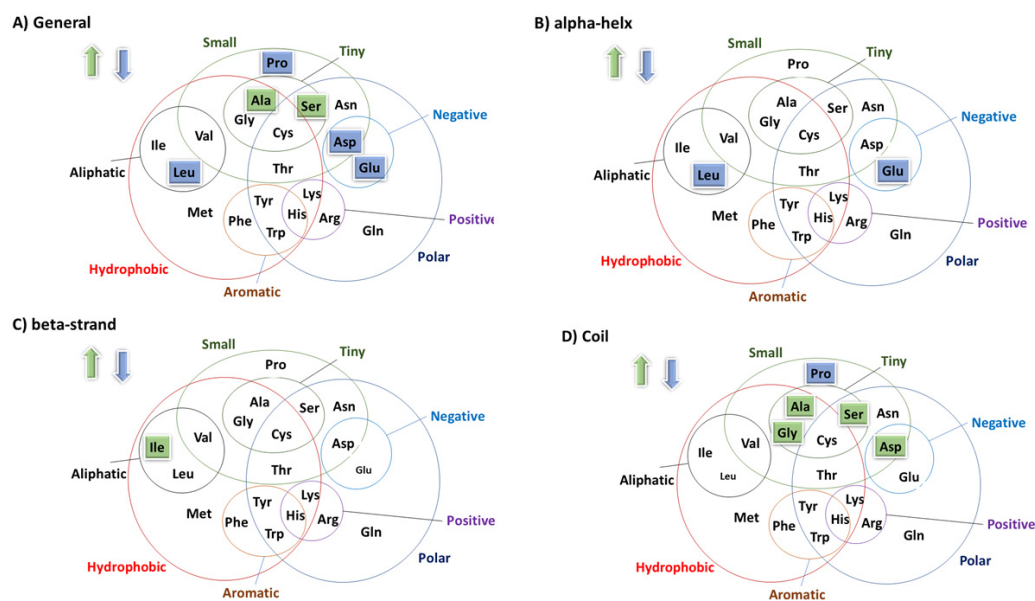 A) General
Small
Tiny
Pro
Ala
Ser
Asn
Gly
Negative
Val
Cys
Asp
Ile
Aliphatic
Leu
Thr
Glu
Lys
Tyr
Met
Phe
His
Arg
Positive
Trp
Gln
Hydrophobic
Polar
Aromatic
B) alpha-helx
Small
Tiny
Pro
Ala
Ser
Asn
Gly
Negative
Val
Cys
Asp
Ile
Aliphatic
Leu
Thr
Glu
Lys
Tyr
Met
Phe
His
Arg
Positive
Trp
Gln
Hydrophobic
Polar
Aromatic
C) beta-strand
Small
Tiny
Pro
Ala
Ser
Asn
Gly
Negative
Val
Cys
Asp
Ile
Aliphatic
Leu
Thr
Glu
Lys
Tyr
Met
Phe
His
Arg
Positive
Trp
Gln
Hydrophobic
Polar
Aromatic
D) Coil
Small
Tiny
Pro
Ala
Ser
Asn
Gly
Negative
Val
Cys
Asp
Ile
Aliphatic
Leu
Thr
Glu
Lys
Tyr
Met
Phe
His
Arg
Positive
Trp
Gln
Hydrophobic
Polar
Aromatic